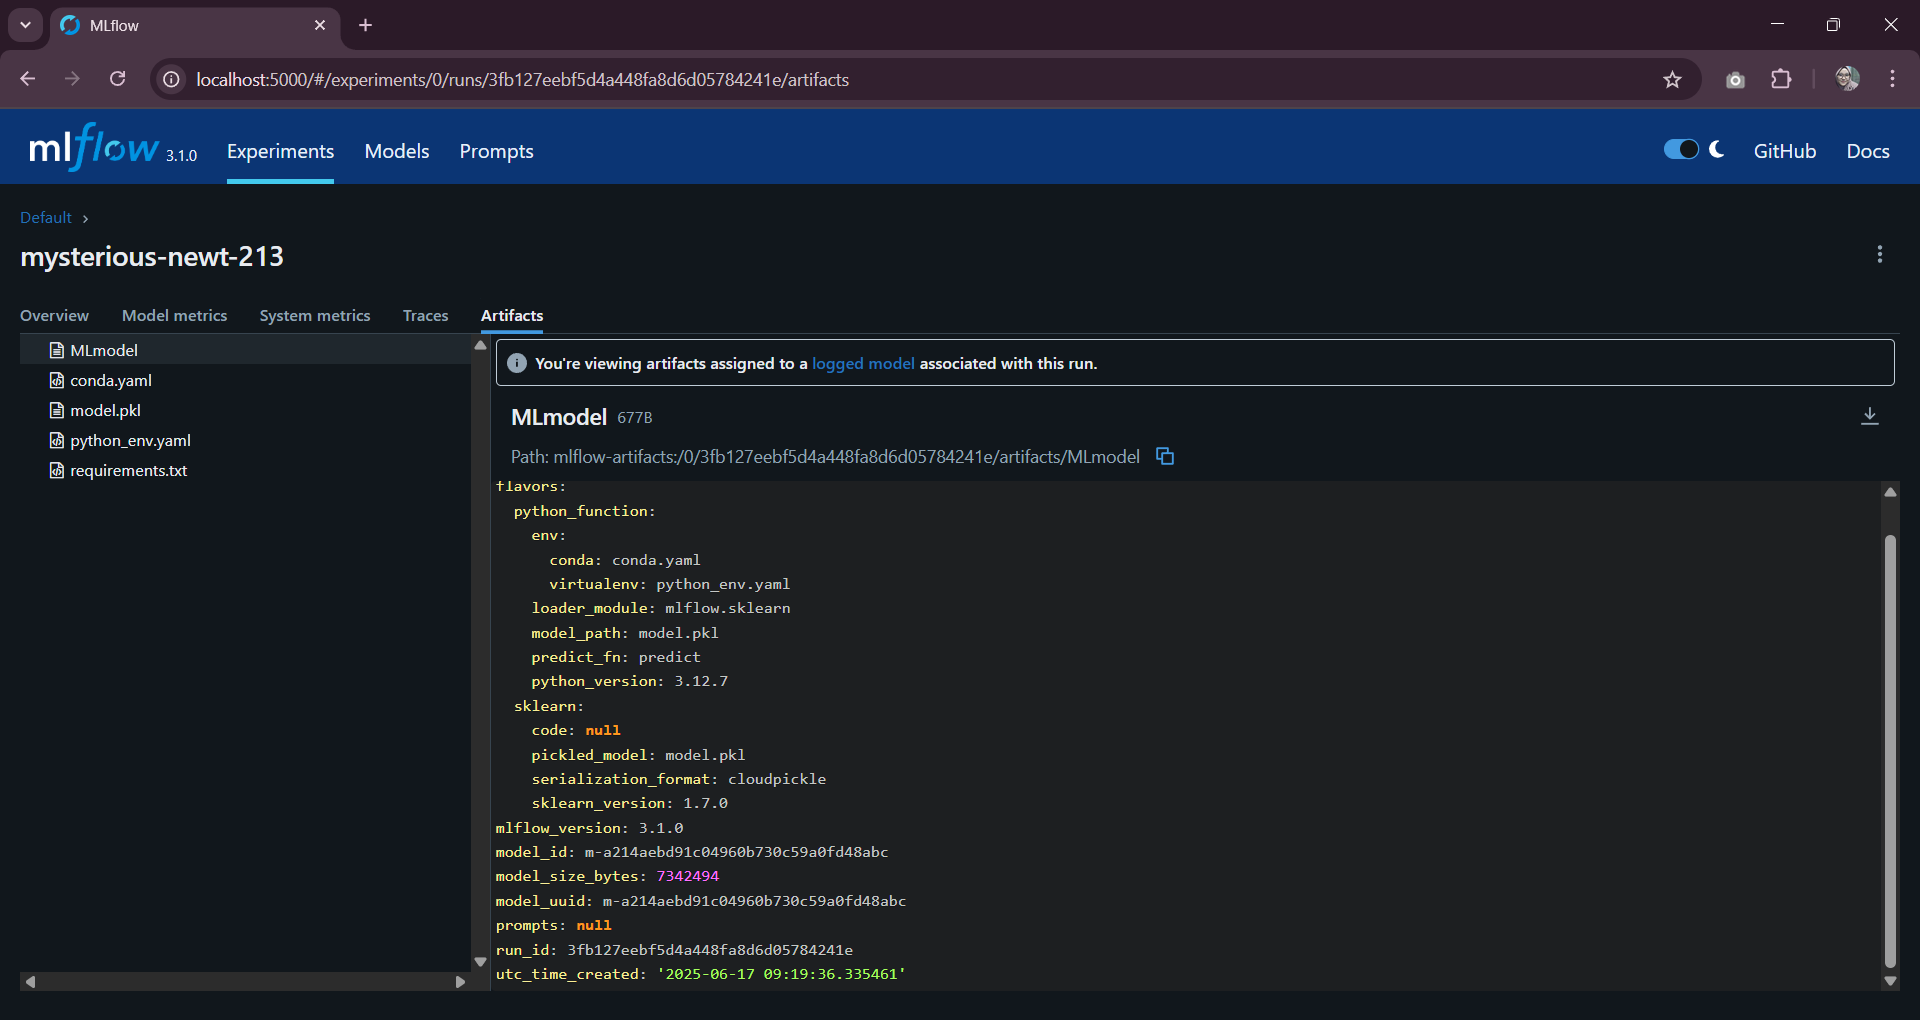 MLflow
localhost:5000/#/experiments/0/runs/3fb127eebf5d4a448fa8d6d05784241e/artifacts
mlflow 3.1.0 Experiments Models Prompts GitHub Docs
Default
mysterious-newt-213
Overview Model metrics System metrics Traces Artifacts
MLmodel
conda.yaml
model.pkl
python_env.yaml
requirements.txt
You're viewing artifacts assigned to a logged model associated with this run.
MLmodel 677B
Path: mlflow-artifacts:/0/3fb127eebf5d4a448fa8d6d05784241e/artifacts/MLmodel
flavors:
  python_function:
    env:
      conda: conda.yaml
      virtualenv: python_env.yaml
    loader_module: mlflow.sklearn
    model_path: model.pkl
    predict_fn: predict
    python_version: 3.12.7
  sklearn:
    code: null
    pickled_model: model.pkl
    serialization_format: cloudpickle
    sklearn_version: 1.7.0
mlflow_version: 3.1.0
model_id: m-a214aebd91c04960b730c59a0fd48abc
model_size_bytes: 7342494
model_uuid: m-a214aebd91c04960b730c59a0fd48abc
prompts: null
run_id: 3fb127eebf5d4a448fa8d6d05784241e
utc_time_created: '2025-06-17 09:19:36.335461'